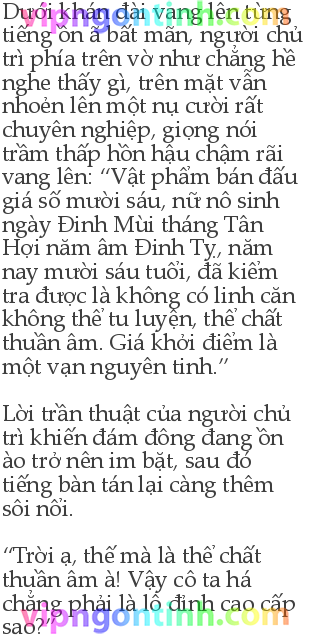 Dưới khán đài vang lên từng
tiếng ồn ã bất mãn, người chủ
trì phía trên vờ như chẳng hề
nghe thấy gì, trên mặt vẫn
nhoẻn lên một nụ cười rất
chuyên nghiệp, giọng nói
trầm thấp hồn hậu chậm rãi
vang lên: “Vật phẩm bán đấu
giá số mười sáu, nữ nô sinh
ngày Đinh Mùi tháng Tân
Hợi năm âm Đinh Tỵ, năm
nay mười sáu tuổi, đã kiểm
tra được là không có linh căn
không thể tu luyện, thể chất
thuần âm. Giá khởi điểm là
một vạn nguyên tinh.”
Lời trần thuật của người chủ
trì khiến đám đông đang ồn
ào trở nên im bặt, sau đó
tiếng bàn tán lại càng thêm
sôi nổi.
“Trời ạ, thế mà là thể chất
thuần âm à! Vậy cô ta há
chẳng phải là lô đỉnh cao cấp
sao?”
vipngontinh.com
vipngontinh.com